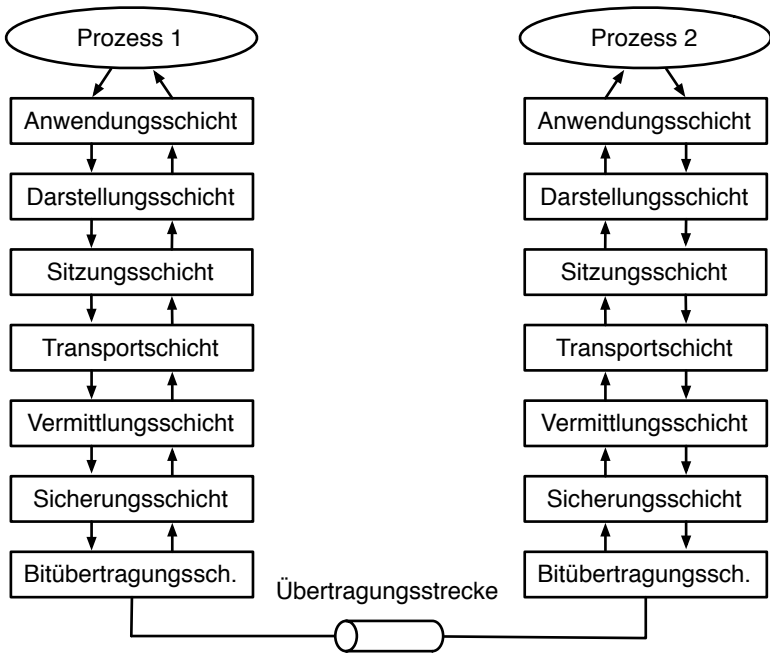 Prozess 1
Anwendungsschicht
Darstellungsschicht
Sitzungsschicht
Transportschicht
Vermittlungsschicht
Sicherungsschicht
Bitübertragungssch.
Prozess 2
Anwendungsschicht
Darstellungsschicht
Sitzungsschicht
Transportschicht
Vermittlungsschicht
Sicherungsschicht
Bitübertragungssch.
Übertragungsstrecke